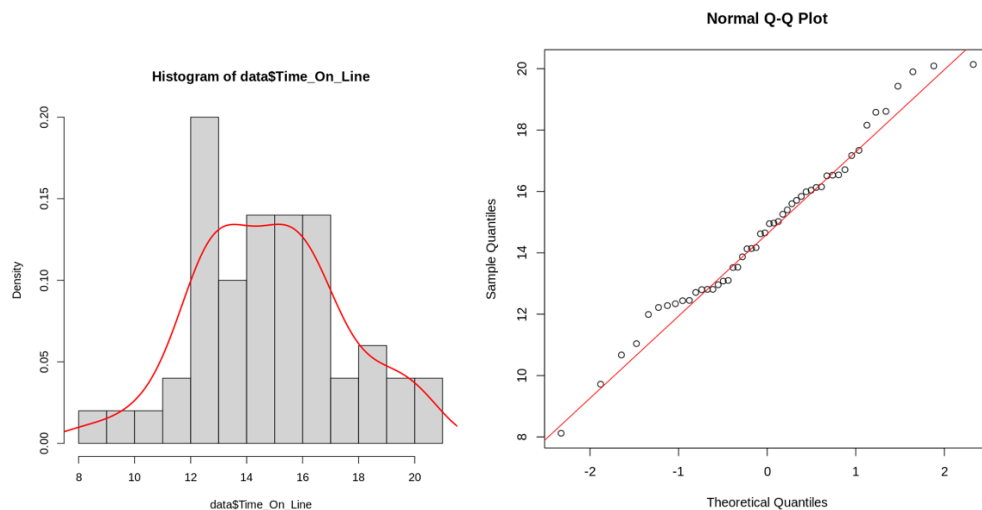 Histogram of data$Time_On_Line
Density
0.00
0.05
0.10
0.15
0.20
8 10 12 14 16 18 20
data$Time_On_Line
Normal Q-Q Plot
Sample Quantiles
8
10
12
14
16
18
20
-2 -1 0 1 2
Theoretical Quantiles